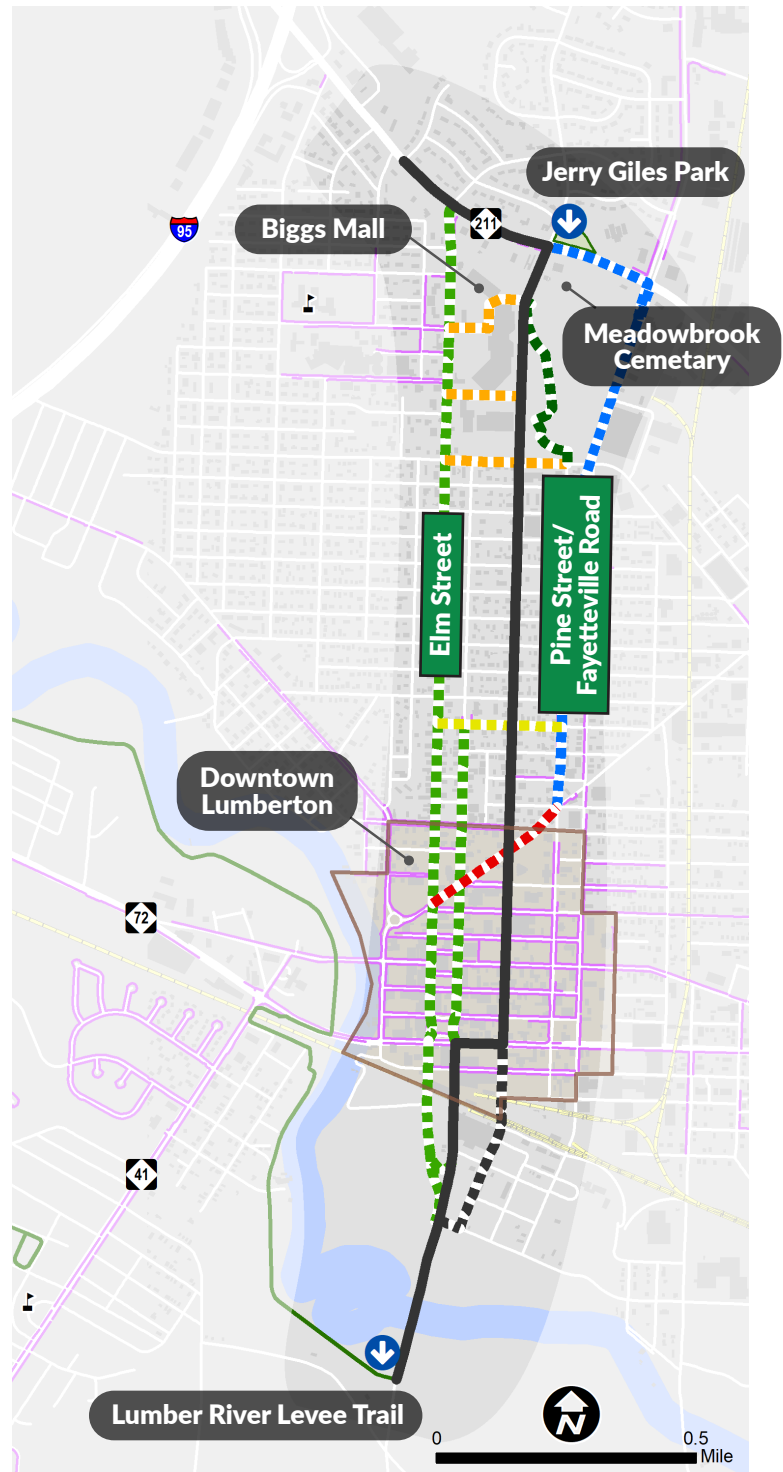 Jerry Giles Park
211
Biggs Mall
95
Meadowbrook
Cemetary
Elm Street
Pine Street/
Fayetteville Road
Downtown
Lumberton
72
41
Lumber River Levee Trail
N
0
0.5
Mile